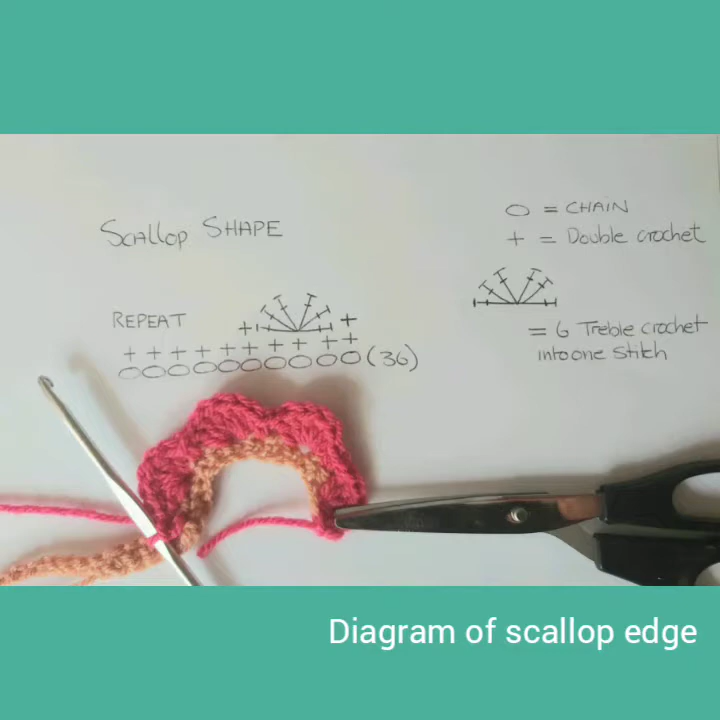 Scallop SHAPE
O = CHAIN
+ = Double crochet
REPEAT
= 6 Treble crochet
into one Stitch
(36)
Diagram of scallop edge